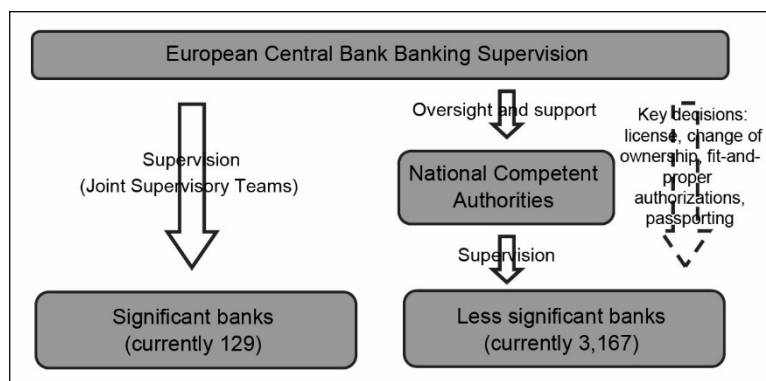 European Central Bank Banking Supervision
Oversight and support
Key decisions:
license, change of
ownership, fit-and-
proper
authorizations,
passporting
Supervision
(Joint Supervisory Teams)
National Competent
Authorities
Supervision
Significant banks
(currently 129)
Less significant banks
(currently 3,167)